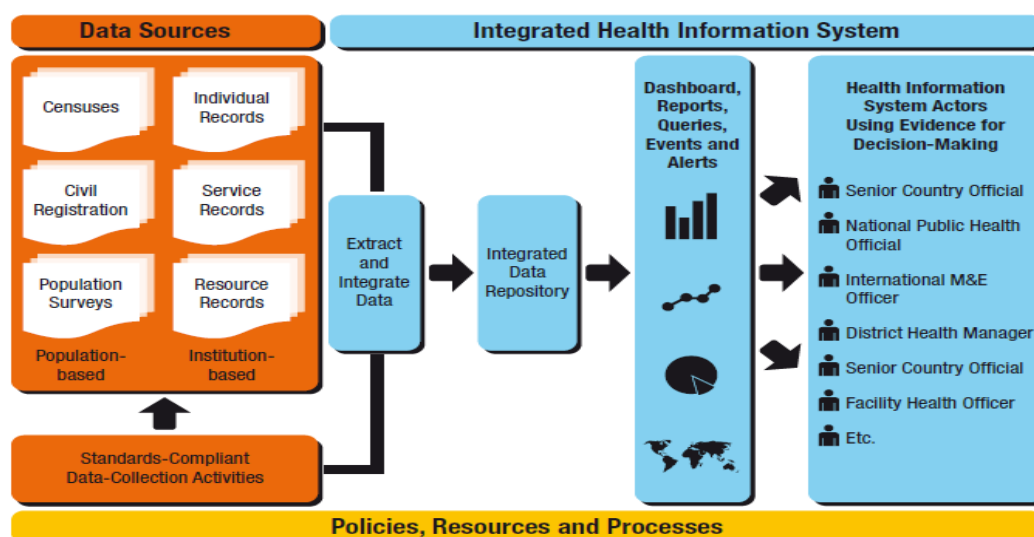 Data Sources
Integrated Health Information System
Censuses
Individual
Records
Civil
Registration
Service
Records
Population
Surveys
Resource
Records
Population-
based
Institution-
based
Standards-Compliant
Data-Collection Activities
Extract
and
Integrate
Data
Integrated
Data
Repository
Dashboard,
Reports,
Queries,
Events and
Alerts
Health Information
System Actors
Using Evidence for
Decision-Making
Senior Country Official
National Public Health
Official
International M&E
Officer
District Health Manager
Senior Country Official
Facility Health Officer
Etc.
Policies, Resources and Processes